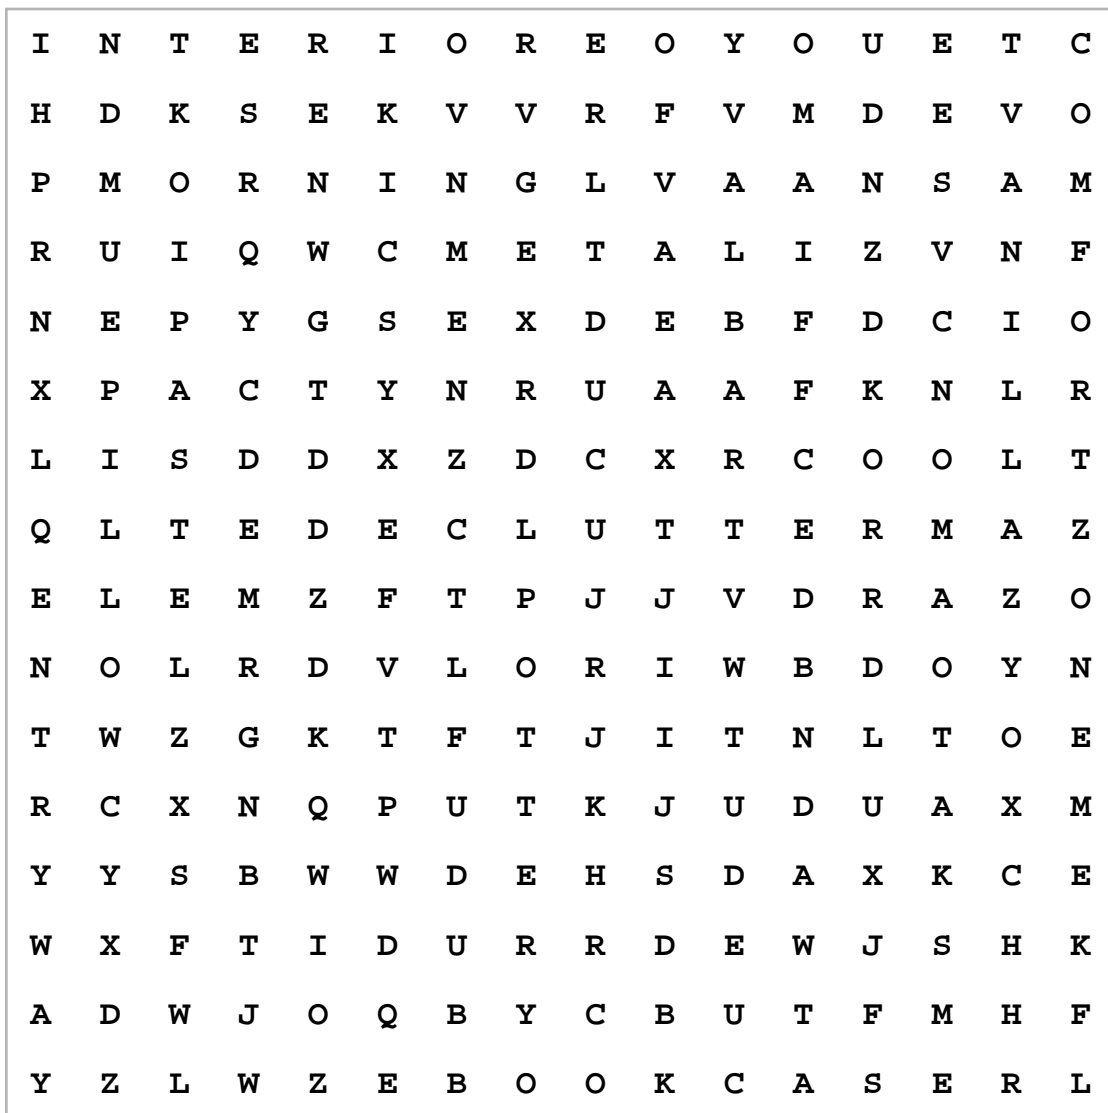 I N T E R I O R E O Y O U E T C
H D K S E K V V R F V M D E V O
P M O R N I N G L V A A N S A M
R U I Q W C M E T A L I Z V N F
N E P Y G S E X D E B F D C I O
X P A C T Y N R U A A F K N L R
L I S D D X Z D C X R C O O L T
Q L T E D E C L U T T E R M A Z
E L E M Z F T P J J V D R A Z O
N O L R D V L O R I W B D O Y N
T W Z G K T F T J I T N L T O E
R C X N Q P U T K J U D U A X M
Y Y S B W W D E H S D A X K C E
W X F T I D U R R D E W J S H K
A D W J O Q B Y C B U T F M H F
Y Z L W Z E B O O K C A S E R L